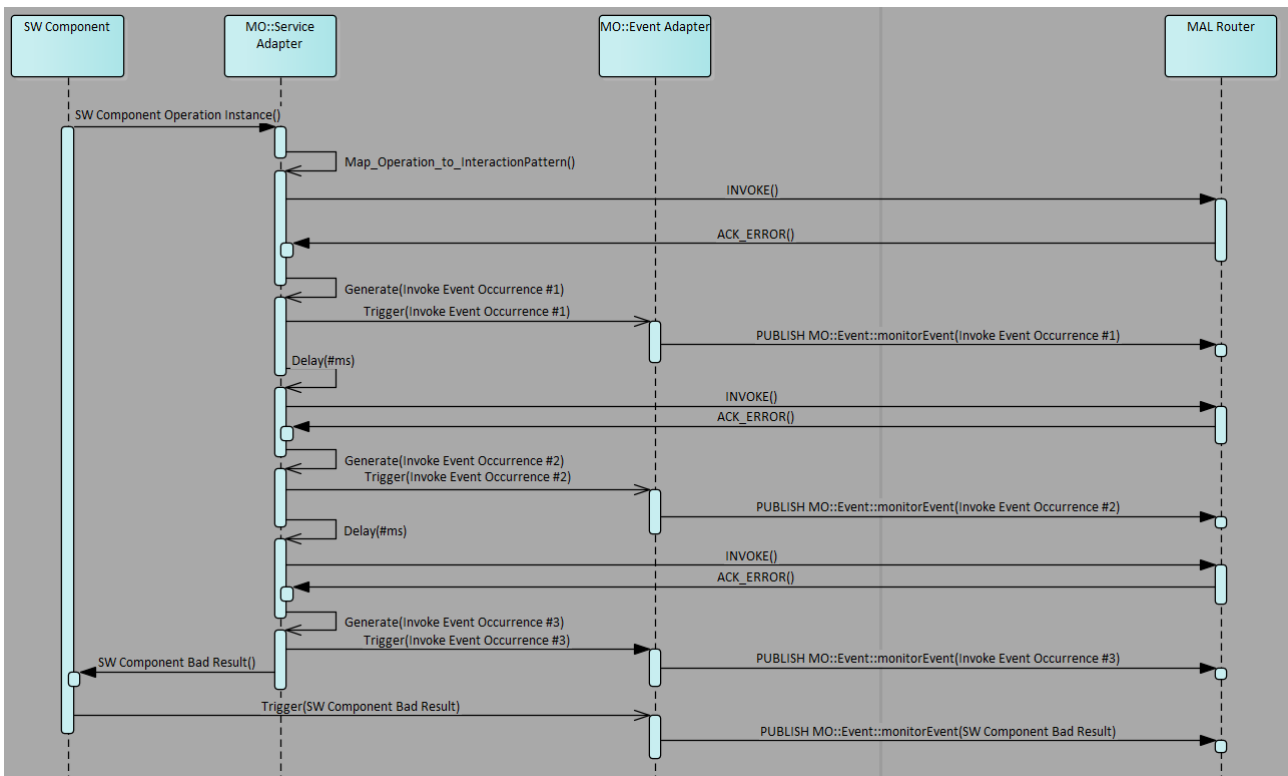 SW Component
MO::Service
Adapter
MO::Event Adapter
MAL Router
SW Component Operation Instance()
Map_Operation_to_InteractionPattern()
INVOKE()
ACK_ERROR()
Generate(Invoke Event Occurrence #1)
Trigger(Invoke Event Occurrence #1)
PUBLISH MO::Event::monitorEvent(Invoke Event Occurrence #1)
Delay(#ms)
INVOKE()
ACK_ERROR()
Generate(Invoke Event Occurrence #2)
Trigger(Invoke Event Occurrence #2)
PUBLISH MO::Event::monitorEvent(Invoke Event Occurrence #2)
Delay(#ms)
INVOKE()
ACK_ERROR()
Generate(Invoke Event Occurrence #3)
Trigger(Invoke Event Occurrence #3)
PUBLISH MO::Event::monitorEvent(Invoke Event Occurrence #3)
SW Component Bad Result()
Trigger(SW Component Bad Result)
PUBLISH MO::Event::monitorEvent(SW Component Bad Result)